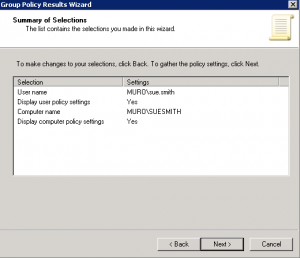 Group Policy Results Wizard
Summary of Selections
The list contains the selections you made in this wizard.
To make changes to your selections, click Back. To gather the policy settings, click Next.
Selection Settings
User name MURO\sue.smith
Display user policy settings Yes
Computer name MURO\SUESMITH
Display computer policy settings Yes
< Back Next > Cancel